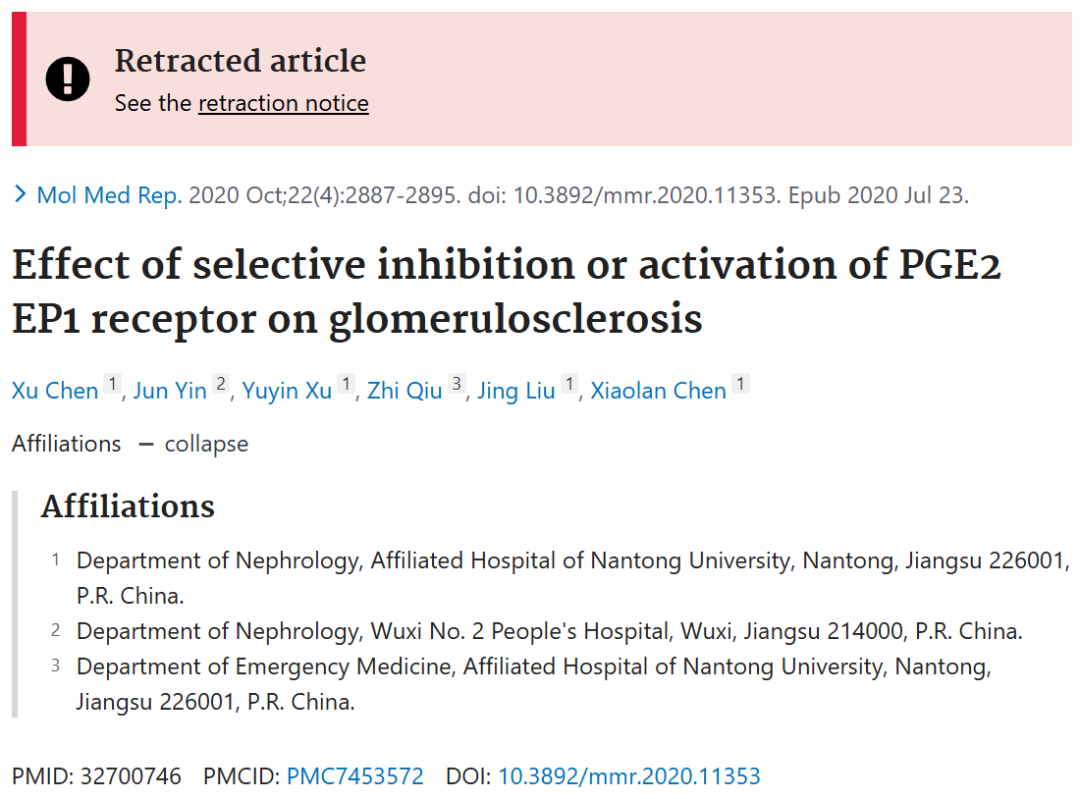 Retracted article
See the retraction notice
Mol Med Rep. 2020 Oct;22(4):2887-2895. doi: 10.3892/mmr.2020.11353. Epub 2020 Jul 23.
Effect of selective inhibition or activation of PGE2
EP1 receptor on glomerulosclerosis
Xu Chen 1, Jun Yin 2, Yuyin Xu 1, Zhi Qiu 3, Jing Liu 1, Xiaolan Chen 1
Affiliations – collapse
Affiliations
1 Department of Nephrology, Affiliated Hospital of Nantong University, Nantong, Jiangsu 226001,
P.R. China.
2 Department of Nephrology, Wuxi No. 2 People's Hospital, Wuxi, Jiangsu 214000, P.R. China.
3 Department of Emergency Medicine, Affiliated Hospital of Nantong University, Nantong,
Jiangsu 226001, P.R. China.
PMID: 32700746 PMCID: PMC7453572 DOI: 10.3892/mmr.2020.11353